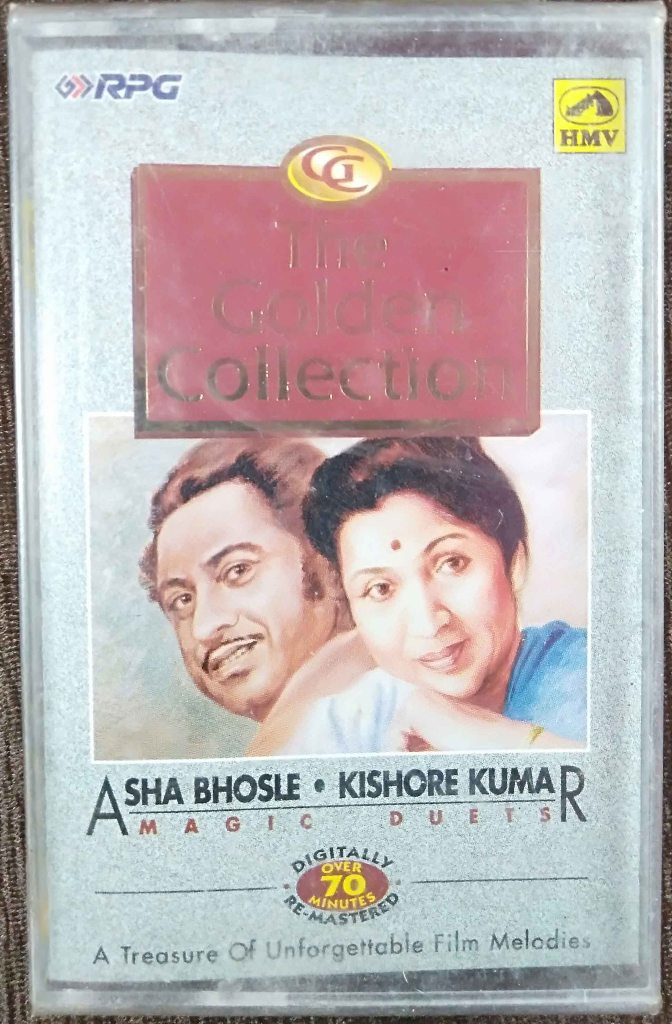 RPG
HMV
GC
The
Golden
Collection
ASHA BHOSLE • KISHORE KUMAR
MAGIC DUETS
DIGITALLY
OVER
70
MINUTES
RE-MASTERED
A Treasure Of Unforgettable Film Melodies